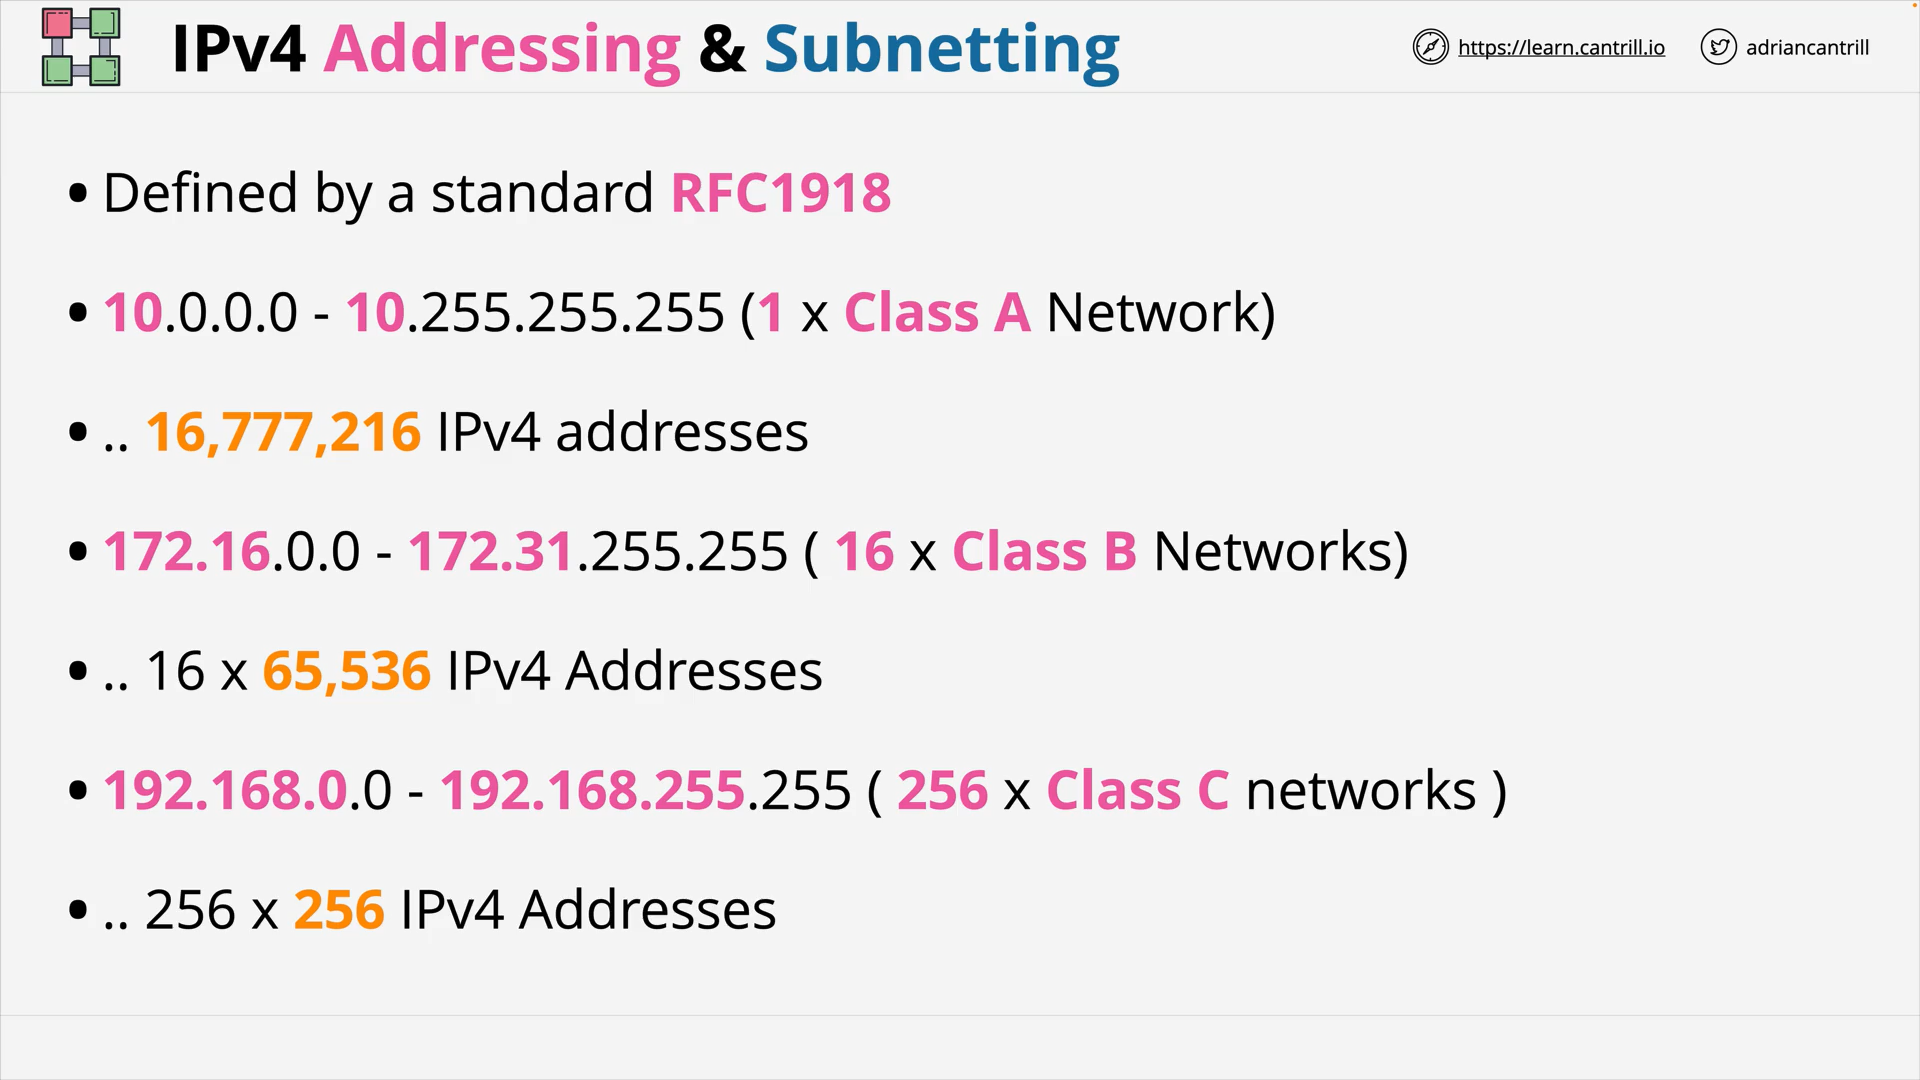 IPv4 Addressing & Subnetting
https://learn.cantrill.io
adriancantrill
• Defined by a standard RFC1918
• 10.0.0.0 - 10.255.255.255 (1 x Class A Network)
• .. 16,777,216 IPv4 addresses
• 172.16.0.0 - 172.31.255.255 ( 16 x Class B Networks)
• .. 16 x 65,536 IPv4 Addresses
• 192.168.0.0 - 192.168.255.255 ( 256 x Class C networks )
• .. 256 x 256 IPv4 Addresses